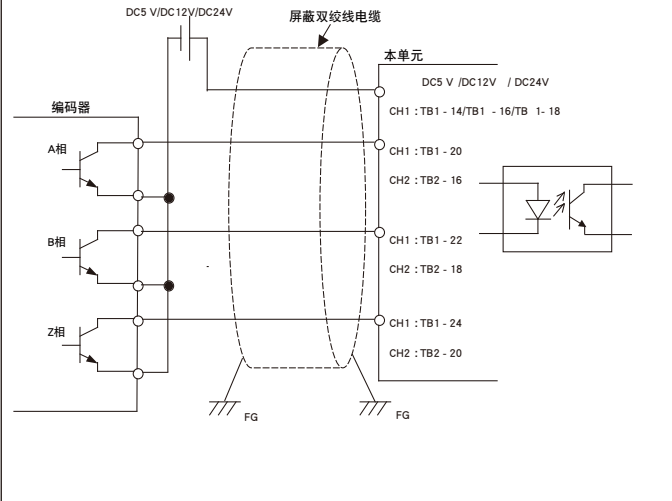 DC5 V/DC12V/DC24V
屏蔽双绞线电缆
本单元
DC5 V /DC12V / DC24V
编码器
CH1 : TB1 - 14/TB1 - 16/TB 1- 18
A相
CH1 : TB1 - 20
CH2 : TB2 - 16
B相
CH1 : TB1 - 22
CH2 : TB2 - 18
Z相
CH1 : TB1 - 24
CH2 : TB2 - 20
FG
FG